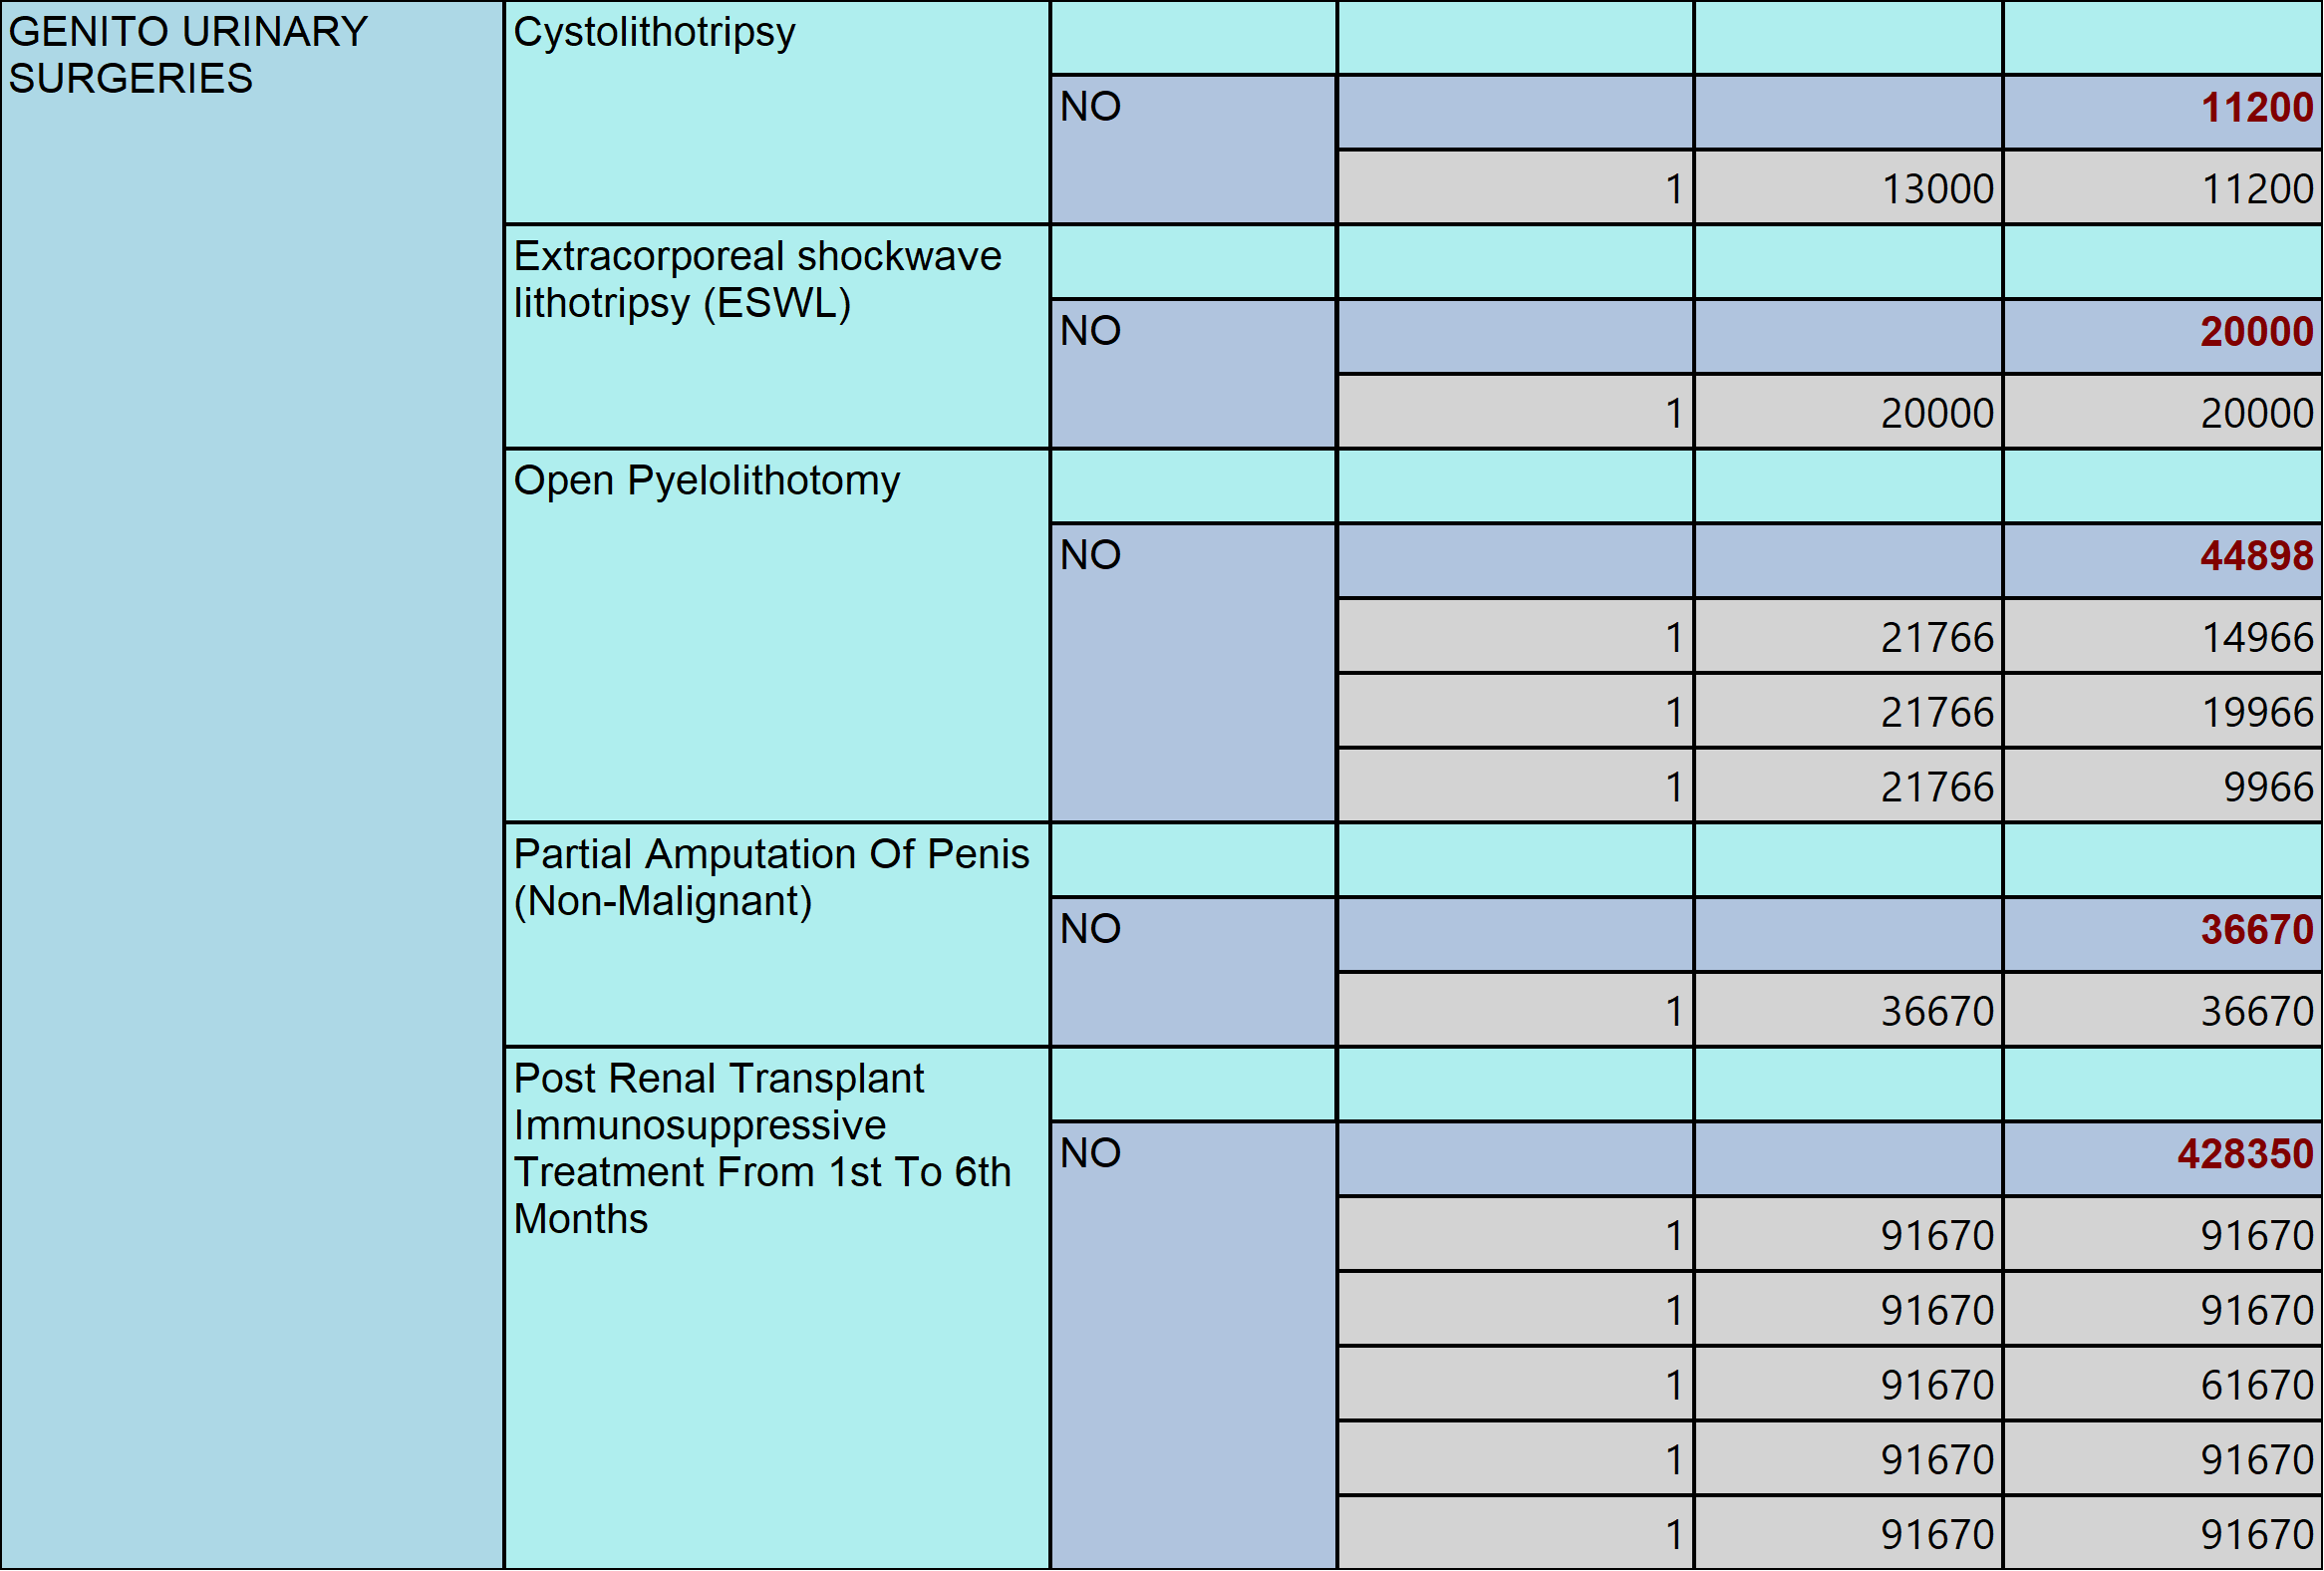 GENITO URINARY
SURGERIES
Cystolithotripsy
NO
11200
1 13000 11200
Extracorporeal shockwave
lithotripsy (ESWL)
NO
20000
1 20000 20000
Open Pyelolithotomy
NO
44898
1 21766 14966
1 21766 19966
1 21766 9966
Partial Amputation Of Penis
(Non-Malignant)
NO
36670
1 36670 36670
Post Renal Transplant
Immunosuppressive
Treatment From 1st To 6th
Months
NO
428350
1 91670 91670
1 91670 91670
1 91670 61670
1 91670 91670
1 91670 91670